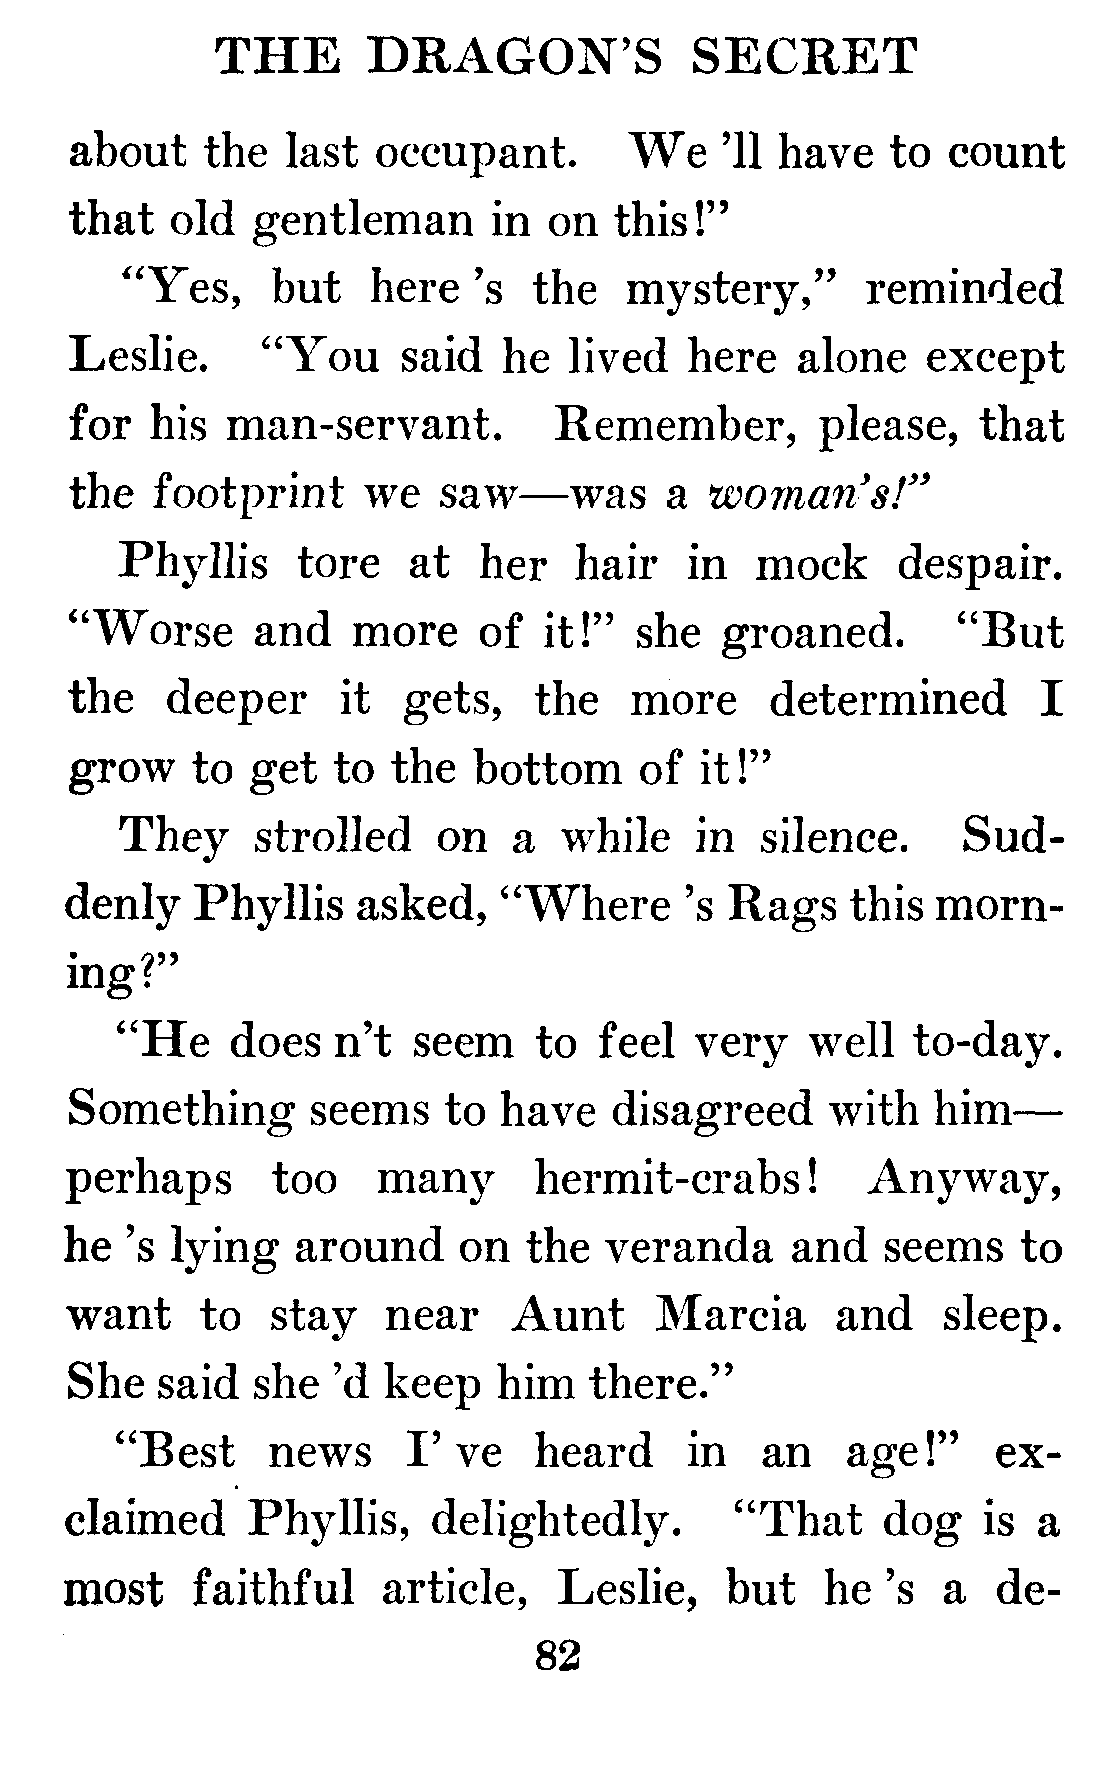 THE DRAGON'S SECRET
about the last occupant. We 'll have to count
that old gentleman in on this!"
"Yes, but here 's the mystery," reminded
Leslie. "You said he lived here alone except
for his man-servant. Remember, please, that
the footprint we saw—was a woman's!"
Phyllis tore at her hair in mock despair.
"Worse and more of it!" she groaned. "But
the deeper it gets, the more determined I
grow to get to the bottom of it!"
They strolled on a while in silence. Sud-
denly Phyllis asked, "Where 's Rags this morn-
ing?"
"He does n't seem to feel very well to-day.
Something seems to have disagreed with him—
perhaps too many hermit-crabs! Anyway,
he 's lying around on the veranda and seems to
want to stay near Aunt Marcia and sleep.
She said she 'd keep him there."
"Best news I' ve heard in an age!" ex-
claimed Phyllis, delightedly. "That dog is a
most faithful article, Leslie, but he 's a de-
82